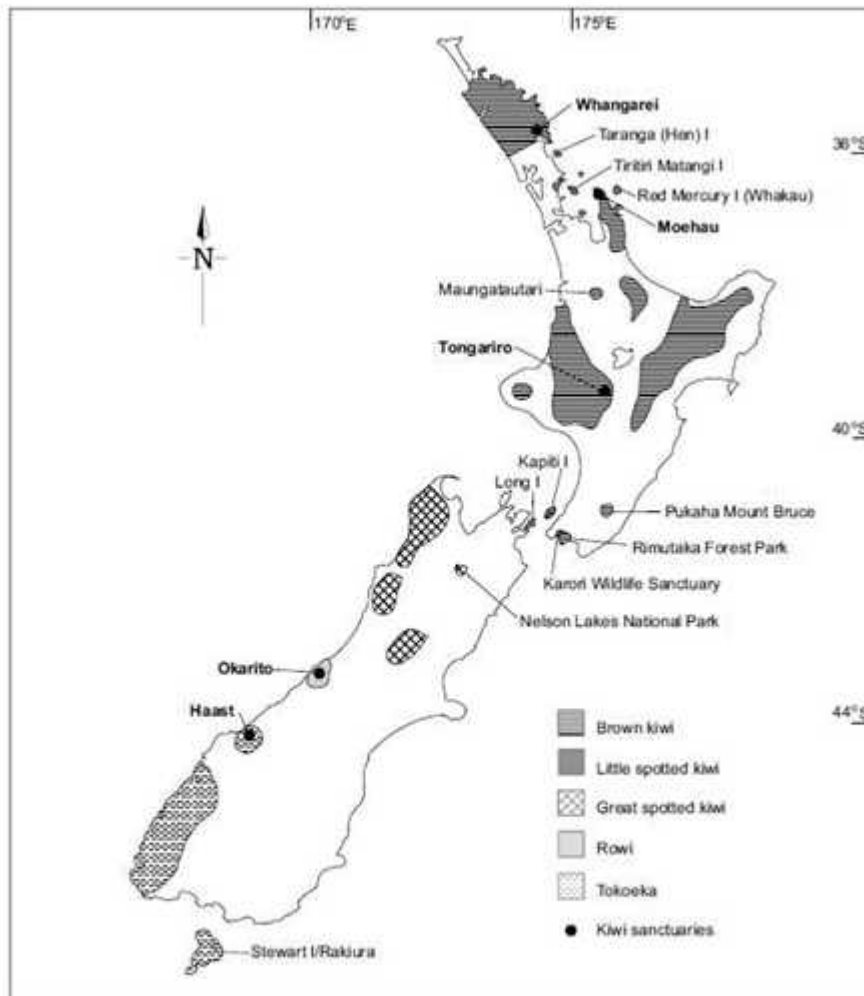 170°E
175°E
Whangarei
Taranga (Hen) I
36°S
Tiritiri Matangi I
Red Mercury I (Whakau)
Moehau
N
Maungatautari
Tongariro
40°S
Kapiti I
Long I
Pukaha Mount Bruce
Rimutaka Forest Park
Karori Wildlife Sanctuary
Nelson Lakes National Park
Okarito
Haast
44°S
Brown kiwi
Little spotted kiwi
Great spotted kiwi
Rowi
Tokoeka
Kiwi sanctuaries
Stewart I/Rakiura